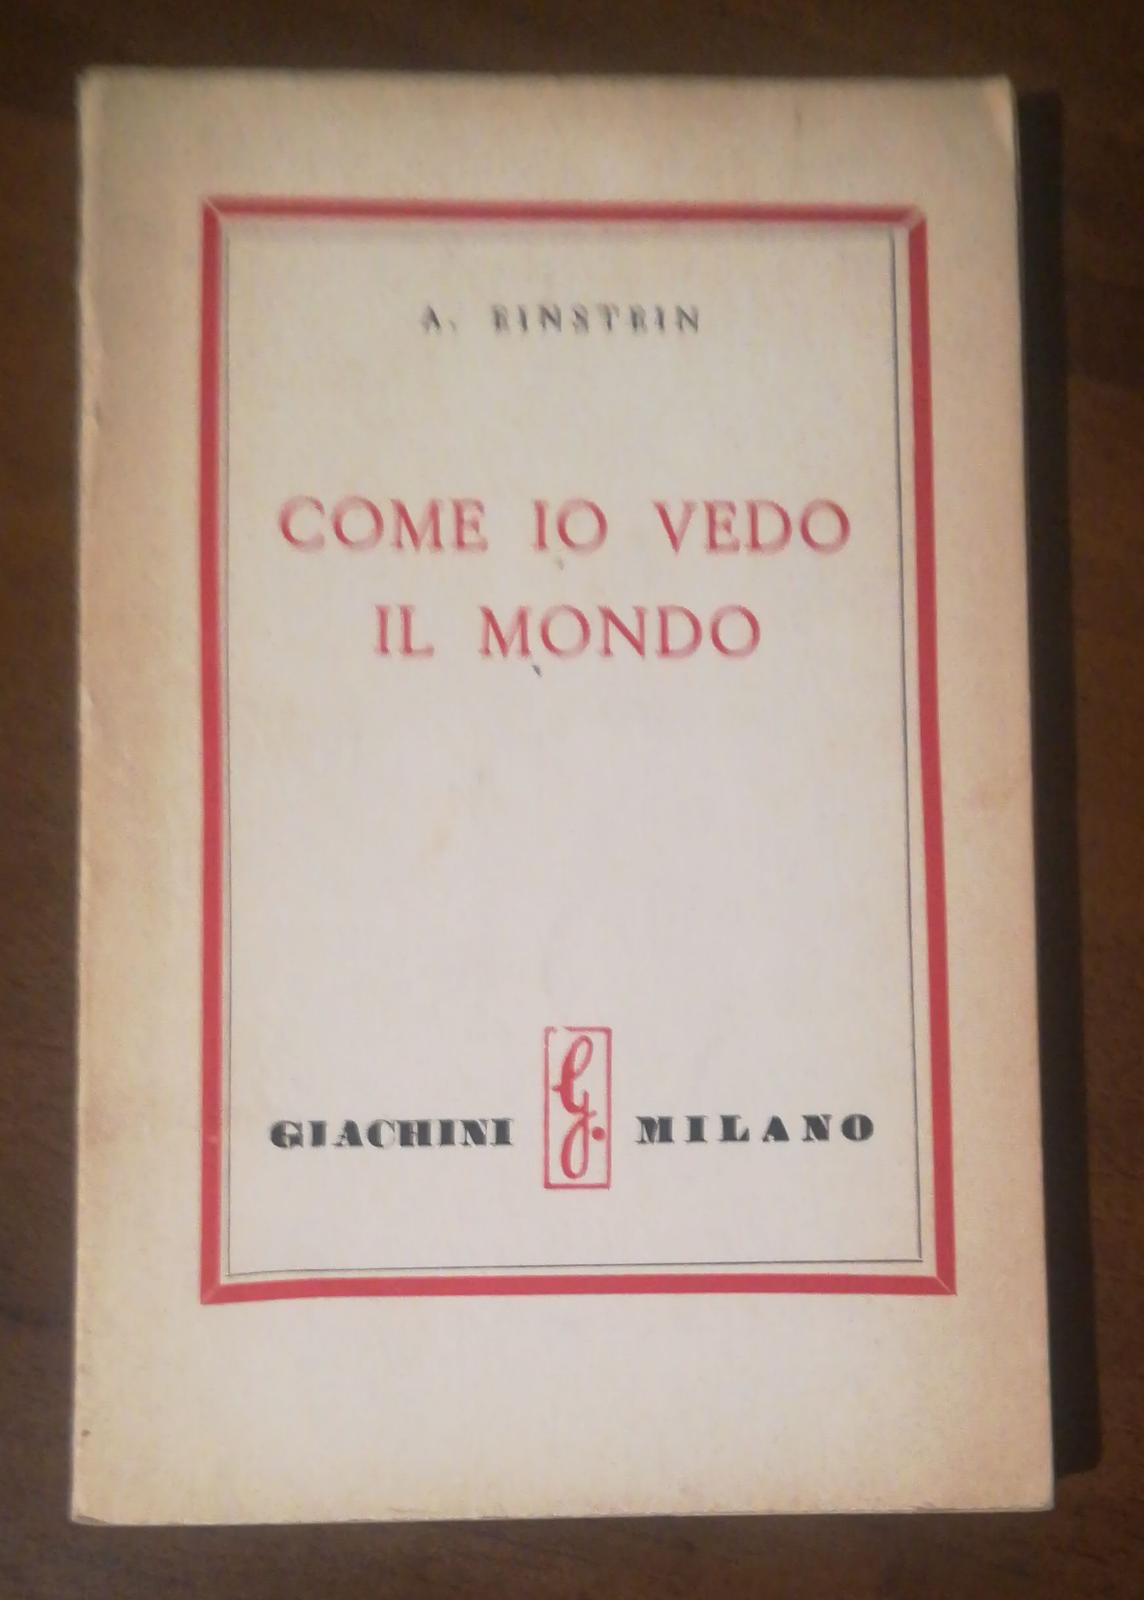 A. EINSTEIN
COME IO VEDO
IL MONDO
GIACHINI G. MILANO